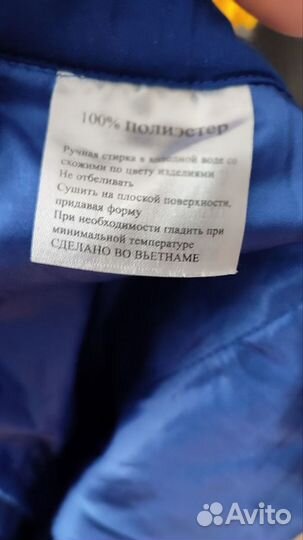 100% полиэстер
Ручная стирка в холодной воде со
схожими по цвету изделиями
Не отбеливать
Сушить на плоской поверхности,
придавая форму
При необходимости гладить при
минимальной температуре
СДЕЛАНО ВО ВЬЕТНАМЕ
Avito